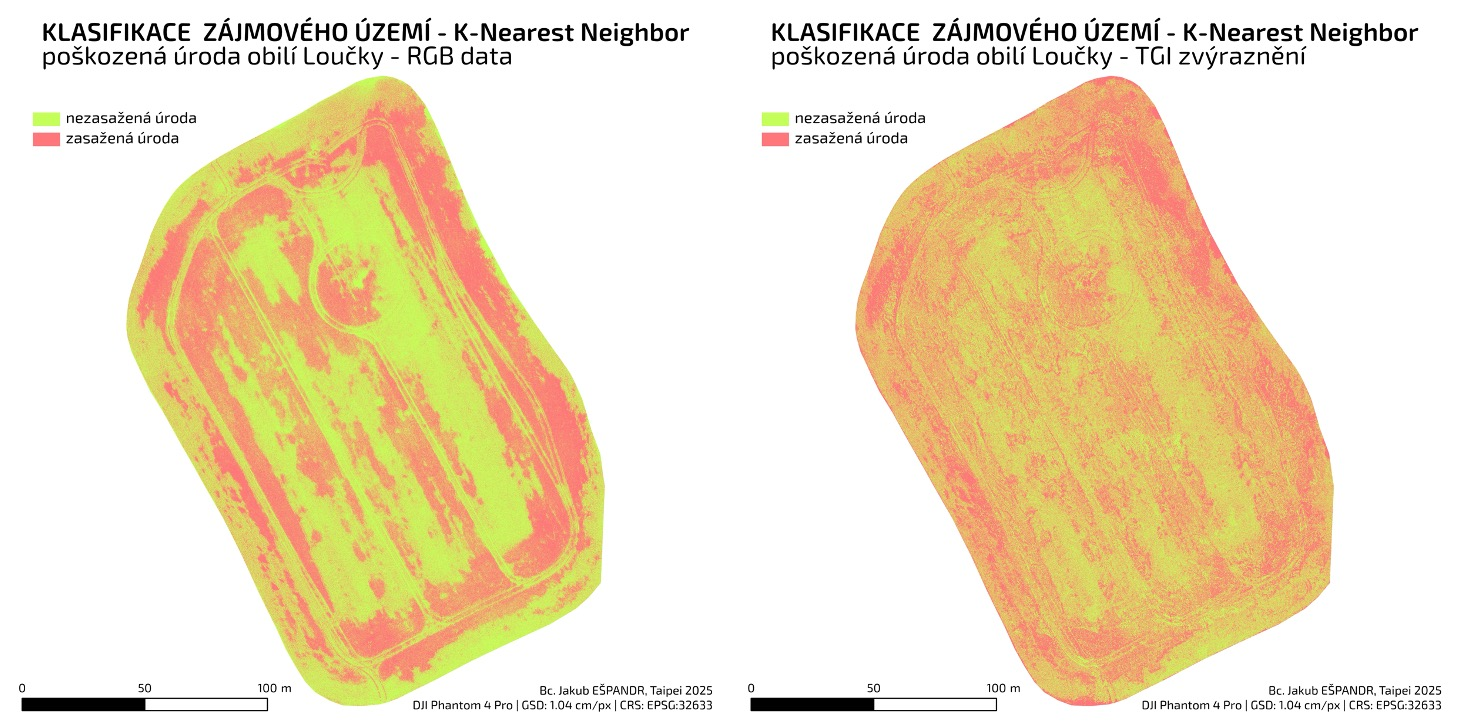 KLASIFIKACE ZÁJMOVÉHO ÚZEMÍ - K-Nearest Neighbor
poškozená úroda obilí Loučky - RGB data
nezasažená úroda
zasažená úroda
0 50 100 m
Bc. Jakub EŠPANDR, Taipei 2025
DJI Phantom 4 Pro | GSD: 1.04 cm/px | CRS: EPSG:32633
KLASIFIKACE ZÁJMOVÉHO ÚZEMÍ - K-Nearest Neighbor
poškozená úroda obilí Loučky - TGI zvýraznění
nezasažená úroda
zasažená úroda
0 50 100 m
Bc. Jakub EŠPANDR, Taipei 2025
DJI Phantom 4 Pro | GSD: 1.04 cm/px | CRS: EPSG:32633